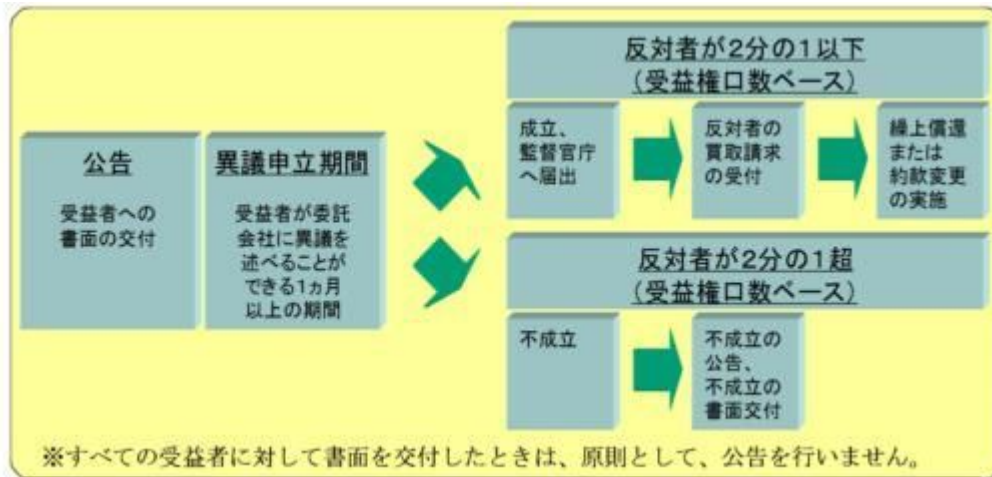 公告
受益者への
書面の交付
異議申立期間
受益者が委託
会社に異議を
述べることが
できる1ヵ月
以上の期間
反対者が2分の1以下
(受益権口数ベース)
成立、
監督官庁
へ届出
反対者の
買取請求
の受付
繰上償還
または
約款変更
の実施
反対者が2分の1超
(受益権口数ベース)
不成立
不成立の
公告、
不成立の
書面交付
※すべての受益者に対して書面を交付したときは、原則として、公告を行いません。